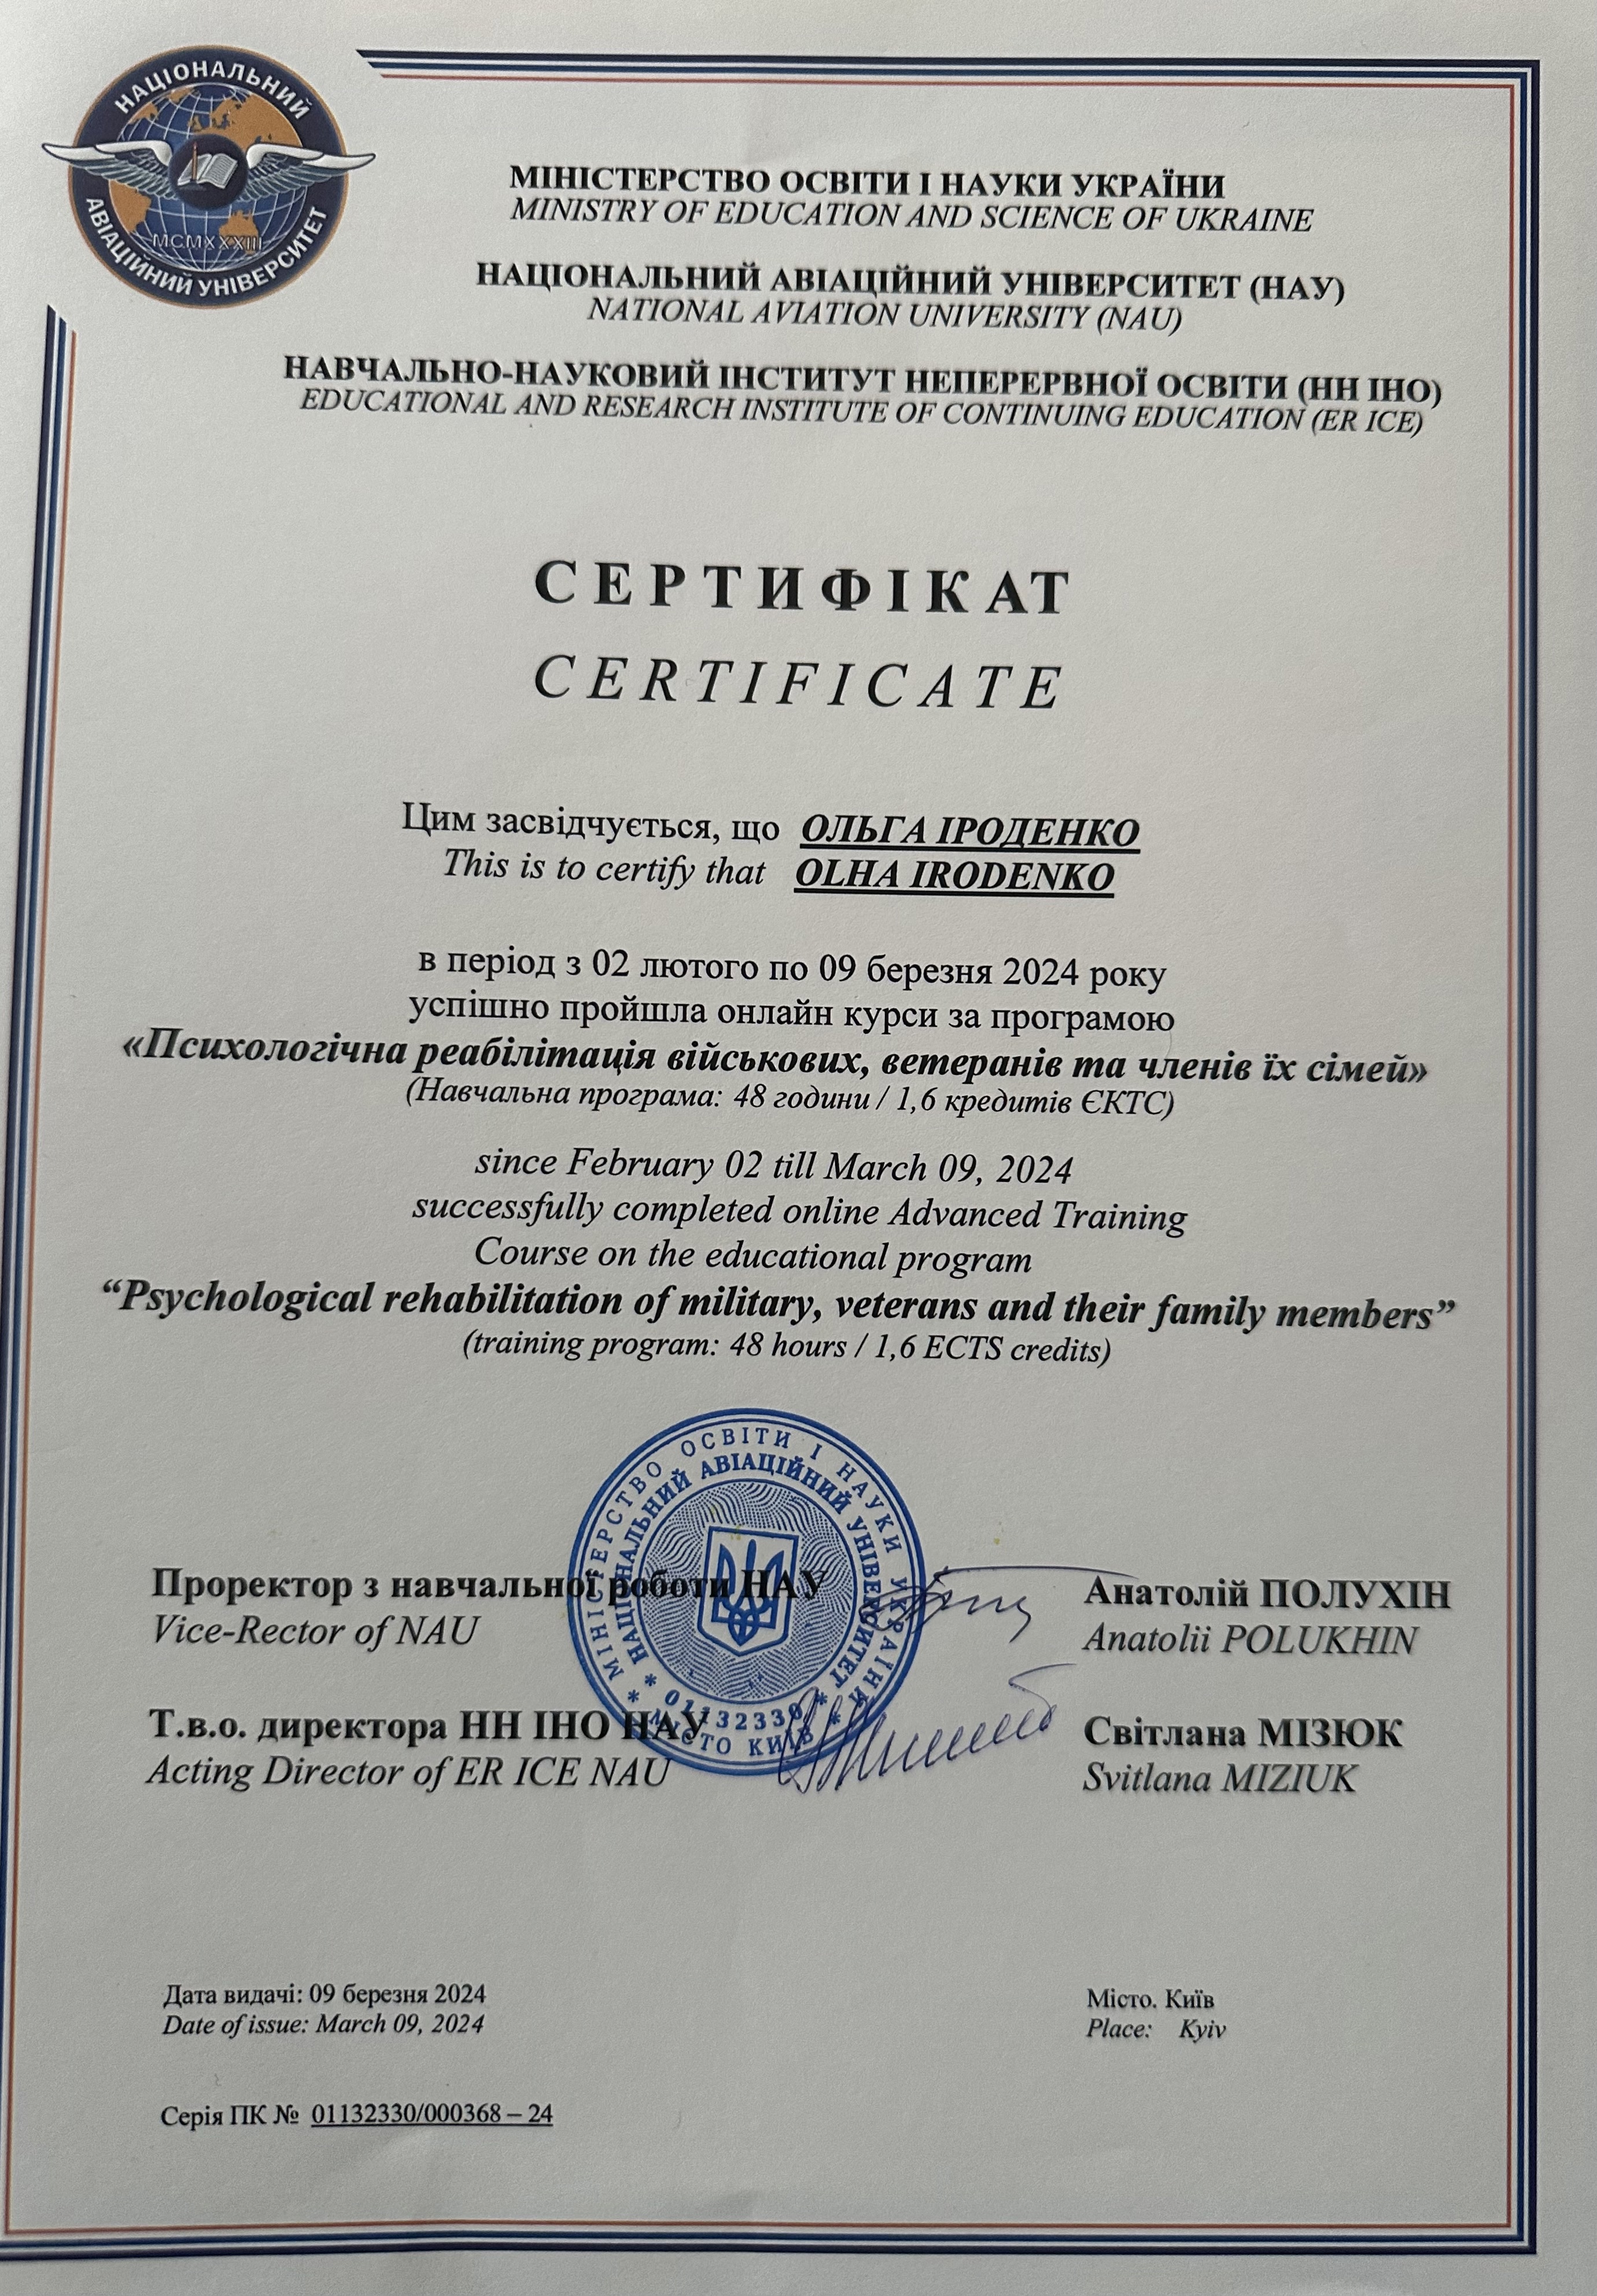 НАЦІОНАЛЬНИЙ
MCMXXXIII
АВІАЦІЙНИЙ УНІВЕРСИТЕТ
МІНІСТЕРСТВО ОСВІТИ І НАУКИ УКРАЇНИ
MINISTRY OF EDUCATION AND SCIENCE OF UKRAINE
НАЦІОНАЛЬНИЙ АВІАЦІЙНИЙ УНІВЕРСИТЕТ (НАУ)
NATIONAL AVIATION UNIVERSITY (NAU)
НАВЧАЛЬНО-НАУКОВИЙ ІНСТИТУТ НЕПЕРЕРВНОЇ ОСВІТИ (НН ІНО)
EDUCATIONAL AND RESEARCH INSTITUTE OF CONTINUING EDUCATION (ER ICE)
СЕРТИФІКАТ
CERTIFICATE
Цим засвідчується, що ОЛЬГА ІРОДЕНКО
This is to certify that OLHA IRODENKO
в період з 02 лютого по 09 березня 2024 року
успішно пройшла онлайн курси за програмою
«Психологічна реабілітація військових, ветеранів та членів їх сімей»
(Навчальна програма: 48 години / 1,6 кредитів ЄКТС)
since February 02 till March 09, 2024
successfully completed online Advanced Training
Course on the educational program
“Psychological rehabilitation of military, veterans and their family members”
(training program: 48 hours / 1,6 ECTS credits)
* МІНІСТЕРСТВО ОСВІТИ І НАУКИ УКРАЇНИ *
МІСТО КИЇВ
НАЦІОНАЛЬНИЙ АВІАЦІЙНИЙ УНІВЕРСИТЕТ
* 01132330 *
Проректор з навчальної роботи НАУ Анатолій ПОЛУХІН
Vice-Rector of NAU Anatolii POLUKHIN
Т.в.о. директора НН ІНО НАУ Світлана МІЗЮК
Acting Director of ER ICE NAU Svitlana MIZIUK
Дата видачі: 09 березня 2024 Місто. Київ
Date of issue: March 09, 2024 Place: Kyiv
Серія ПК № 01132330/000368 – 24